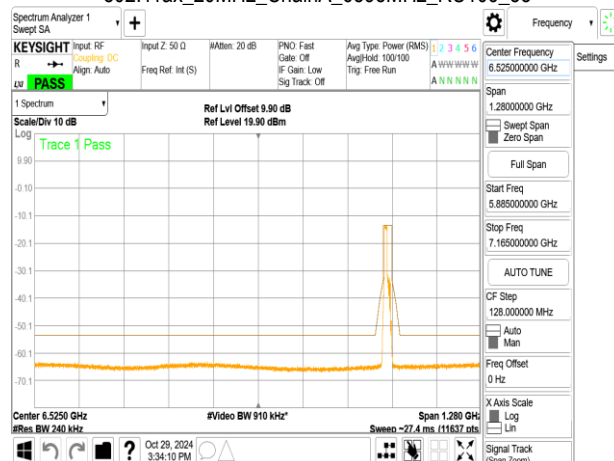 Spectrum Analyzer 1
Swept SA
Frequency
Settings
KEYSIGHT
R
LXI
PASS
Input: RF
Coupling: DC
Align: Auto
Input Z: 50 Ω
Freq Ref: Int (S)
#Atten: 20 dB
PNO: Fast
Gate: Off
IF Gain: Low
Sig Track: Off
Avg Type: Power (RMS)
Avg|Hold: 100/100
Trig: Free Run
1 2 3 4 5 6
A W W W W W
A N N N N N
1 Spectrum
Scale/Div 10 dB
Ref Lvl Offset 9.90 dB
Ref Level 19.90 dBm
Log
Trace 1 Pass
9.90
-0.10
-10.1
-20.1
-30.1
-40.1
-50.1
-60.1
-70.1
Center 6.5250 GHz
#Res BW 240 kHz
#Video BW 910 kHz*
Span 1.280 GHz
Sweep ~27.4 ms (11637 pts
Center Frequency
6.525000000 GHz
Span
1.28000000 GHz
Swept Span
Zero Span
Full Span
Start Freq
5.885000000 GHz
Stop Freq
7.165000000 GHz
AUTO TUNE
CF Step
128.000000 MHz
Auto
Man
Freq Offset
0 Hz
X Axis Scale
Log
Lin
Signal Track
(Span Zoom)
?
Oct 29, 2024
3:34:10 PM